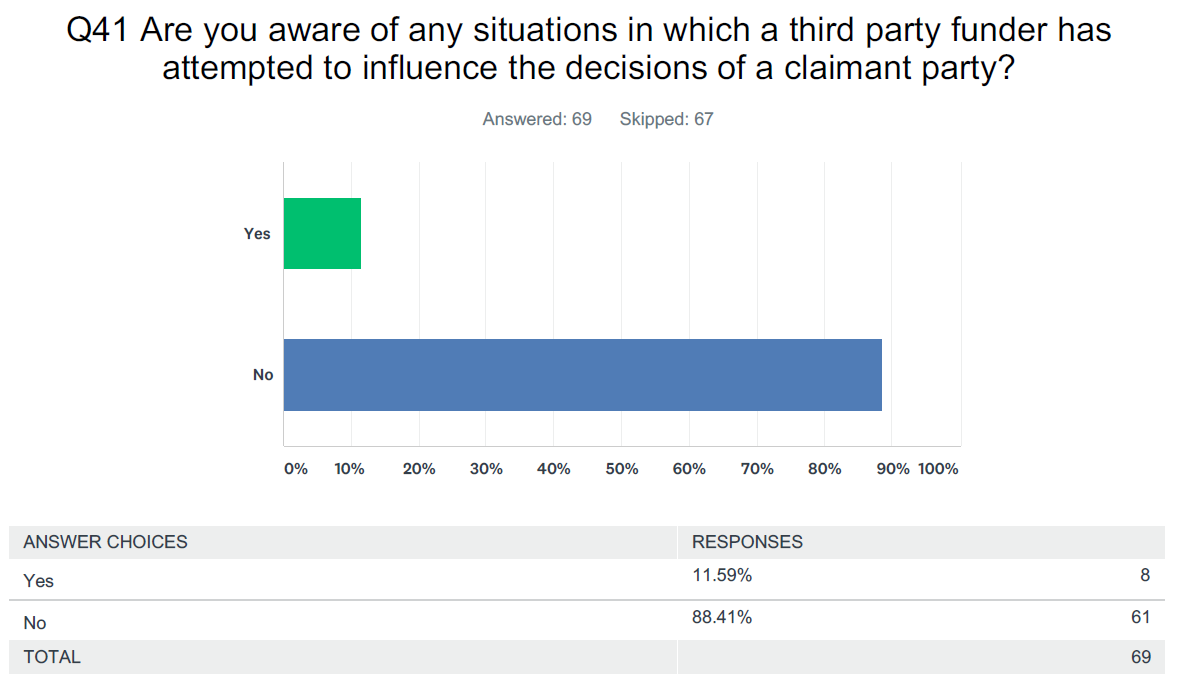 Q41 Are you aware of any situations in which a third party funder has
attempted to influence the decisions of a claimant party?
Answered: 69 Skipped: 67
Yes
No
0% 10% 20% 30% 40% 50% 60% 70% 80% 90% 100%
ANSWER CHOICES RESPONSES
Yes 11.59% 8
No 88.41% 61
TOTAL 69